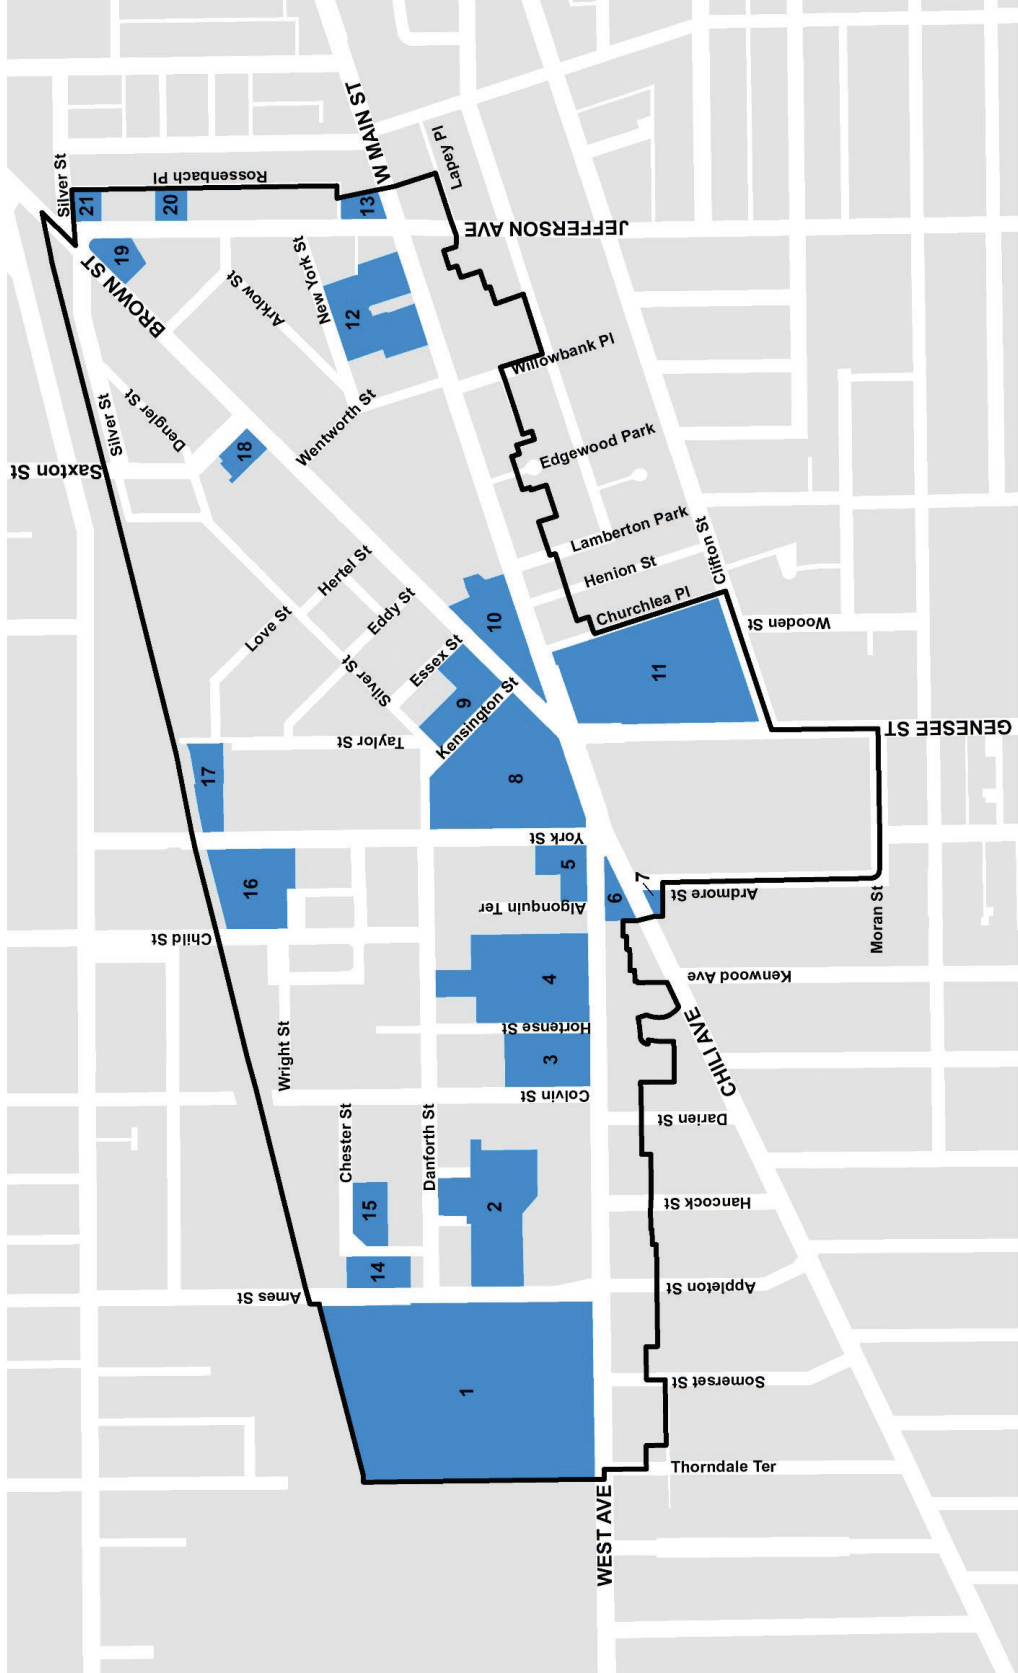 Silver St
21
20
Rossenbach Pl
W MAIN ST
Lapey Pl
13
JEFFERSON AVE
19
BROWN ST
Arklow St
New York St
12
Willowbank Pl
Dengler St
Silver St
Saxton St
18
Wentworth St
Edgewood Park
Lamberton Park
Henion St
Churchlea Pl
Clifton St
Wooden St
Hertel St
Love St
Eddy St
Silver St
Essex St
10
9
Kensington St
11
Taylor St
GENESEE ST
17
8
York St
16
5
7
6
Ardmore St
Algonquin Ter
Moran St
Child St
4
Kenwood Ave
Hortense St
Wright St
3
Colvin St
CHILI AVE
Darien St
Chester St
Danforth St
15
2
Hancock St
14
Appleton St
Ames St
1
Somerset St
Thorndale Ter
WEST AVE